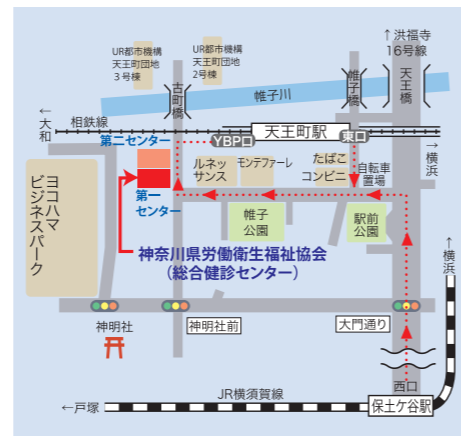 UR都市機構
天王町団地
3号棟
UR都市機構
天王町団地
2号棟
古町橋
帷子橋
↑洪福寺
16号線
天王橋
帷子川
←大和
相鉄線
天王町駅
YBP口
東口
→横浜
第二センター
ルネッサンス
モンテファーレ
たばこ
コンビニ
自転車
置場
ヨコハマ
ビジネスパーク
第一
センター
帷子
公園
駅前
公園
神奈川県労働衛生福祉協会
(総合健診センター)
↑横浜
神明社
神明社前
大門通り
西口
JR横須賀線
←戸塚
保土ケ谷駅